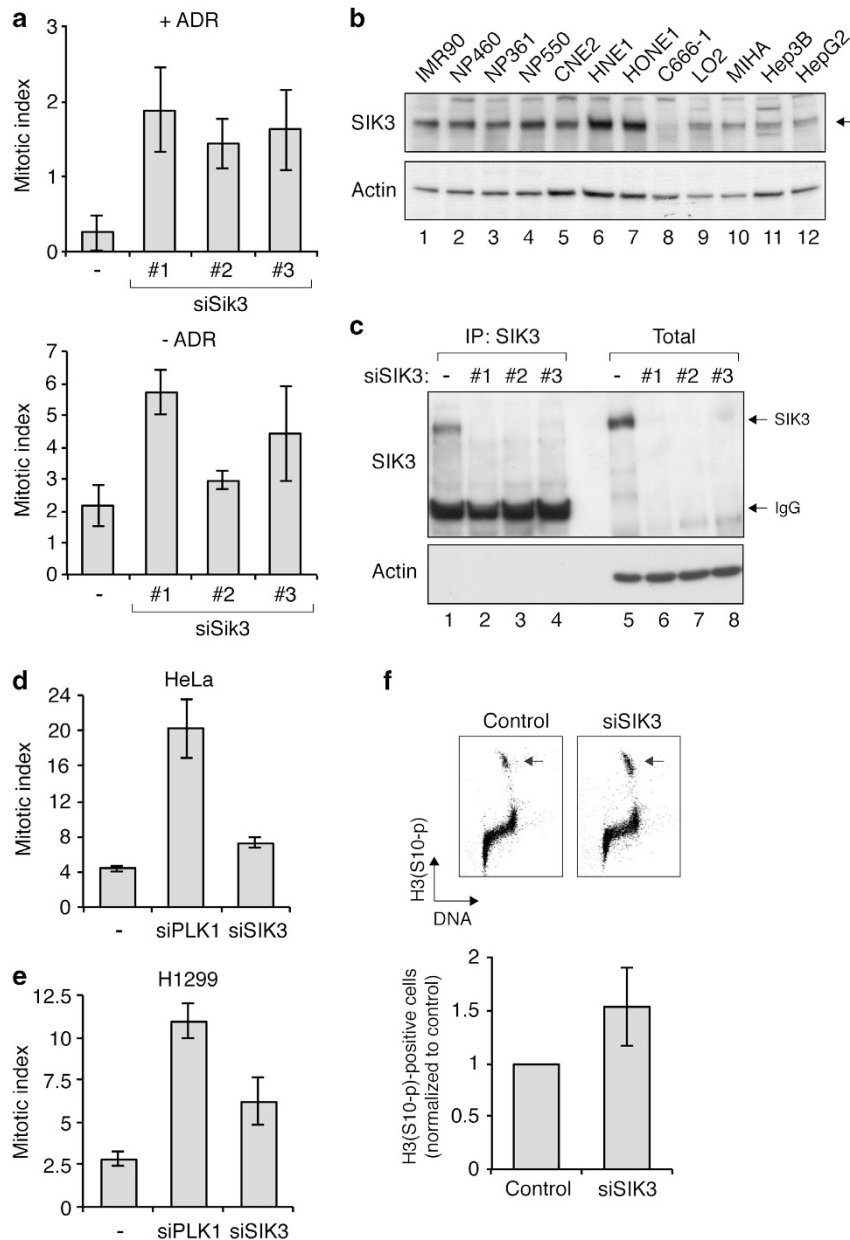 a
+ ADR
Mitotic index
3
2
1
0
- #1 #2 #3
siSik3
- ADR
Mitotic index
7
6
5
4
3
2
1
0
- #1 #2 #3
siSik3
b
IMR90 NP460 NP361 NP550 CNE2 HNE1 HONE1 C666-1 LO2 MIHA Hep3B HepG2
SIK3
Actin
1 2 3 4 5 6 7 8 9 10 11 12
c
IP: SIK3 Total
siSIK3: - #1 #2 #3 - #1 #2 #3
SIK3
SIK3
IgG
Actin
1 2 3 4 5 6 7 8
d
HeLa
Mitotic index
24
20
16
12
8
4
0
- siPLK1 siSIK3
e
H1299
Mitotic index
12.5
10
7.5
5
2.5
0
- siPLK1 siSIK3
f
Control siSIK3
H3(S10-p)
DNA
H3(S10-p)-positive cells
(normalized to control)
2
1.5
1
0.5
0
Control siSIK3